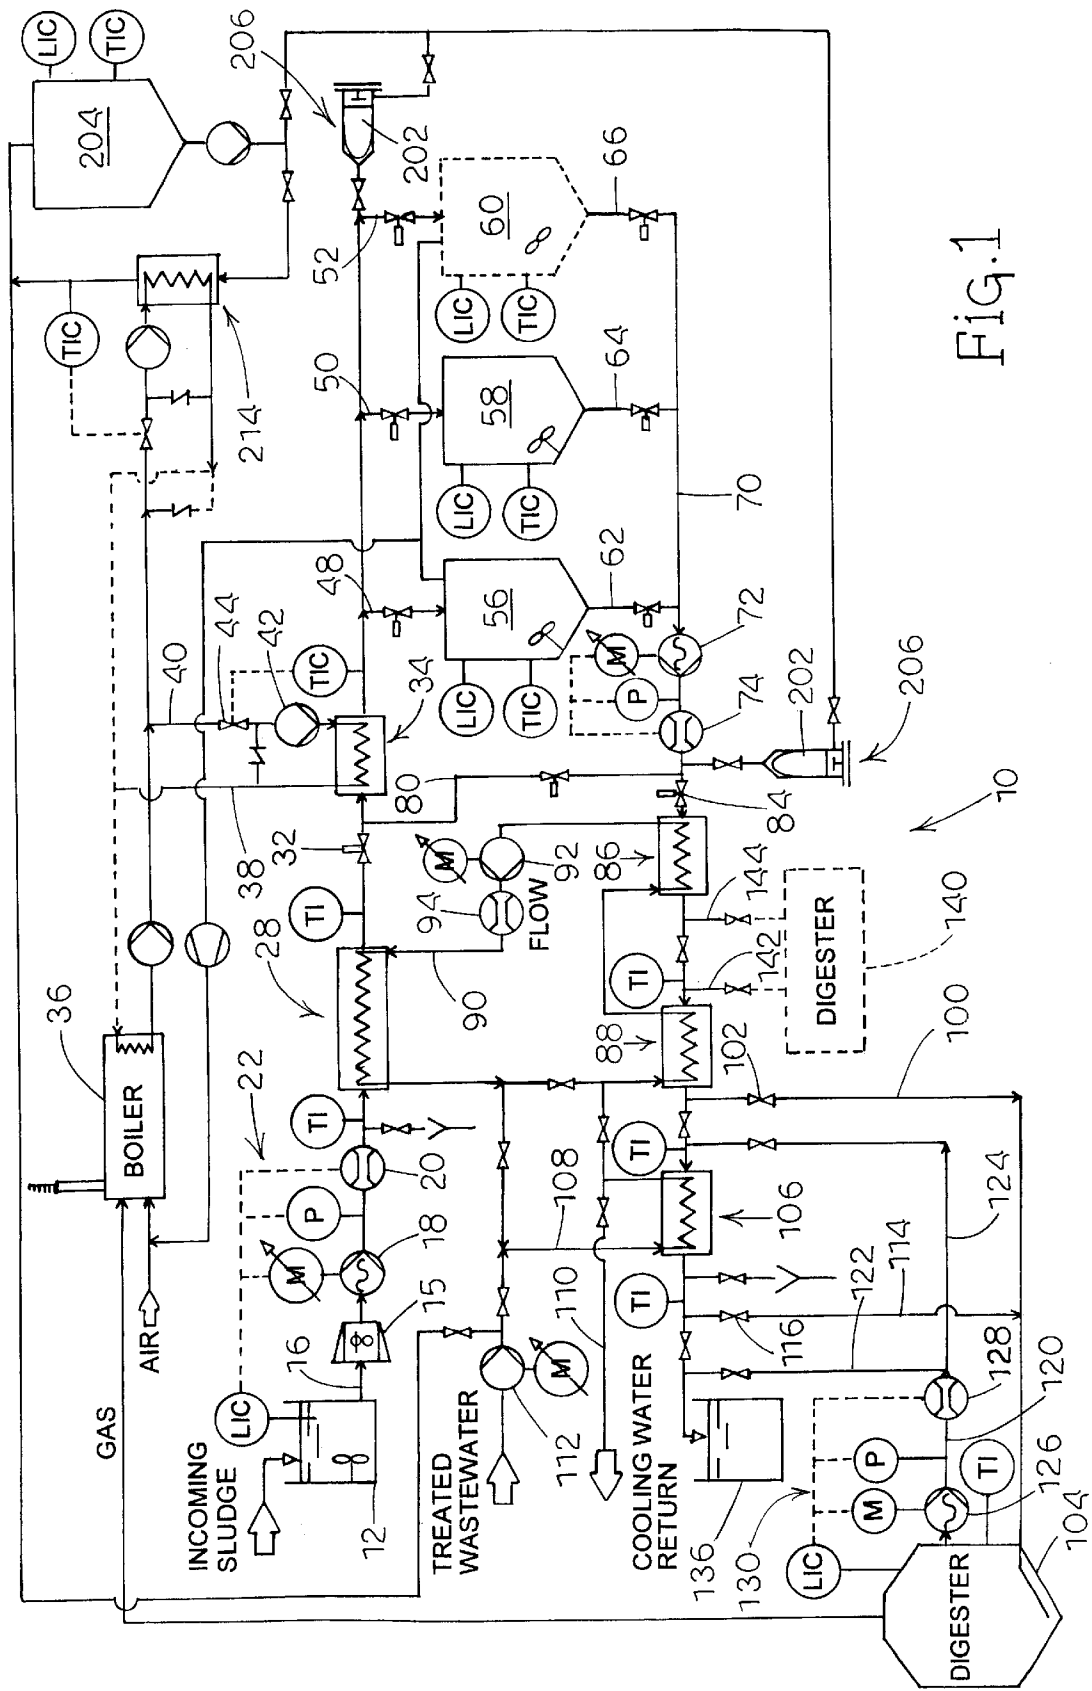 LIC
TIC
204
206
202
TIC
214
52
60
66
LIC
TIC
50
58
64
LIC
TIC
70
40
44
42
TIC
34
48
56
62
LIC
TIC
M
P
72
74
202
206
38
80
84
10
36
BOILER
AIR
GAS
28
TI
32
M
92
94
FLOW
90
86
144
142
DIGESTER
140
TI
88
102
100
22
TI
20
P
M
18
15
16
LIC
INCOMING
SLUDGE
12
TREATED
WASTEWATER
112
M
108
110
COOLING WATER
RETURN
TI
106
124
114
122
116
TI
136
128
120
P
M
TI
126
130
LIC
DIGESTER
104
FIG.1